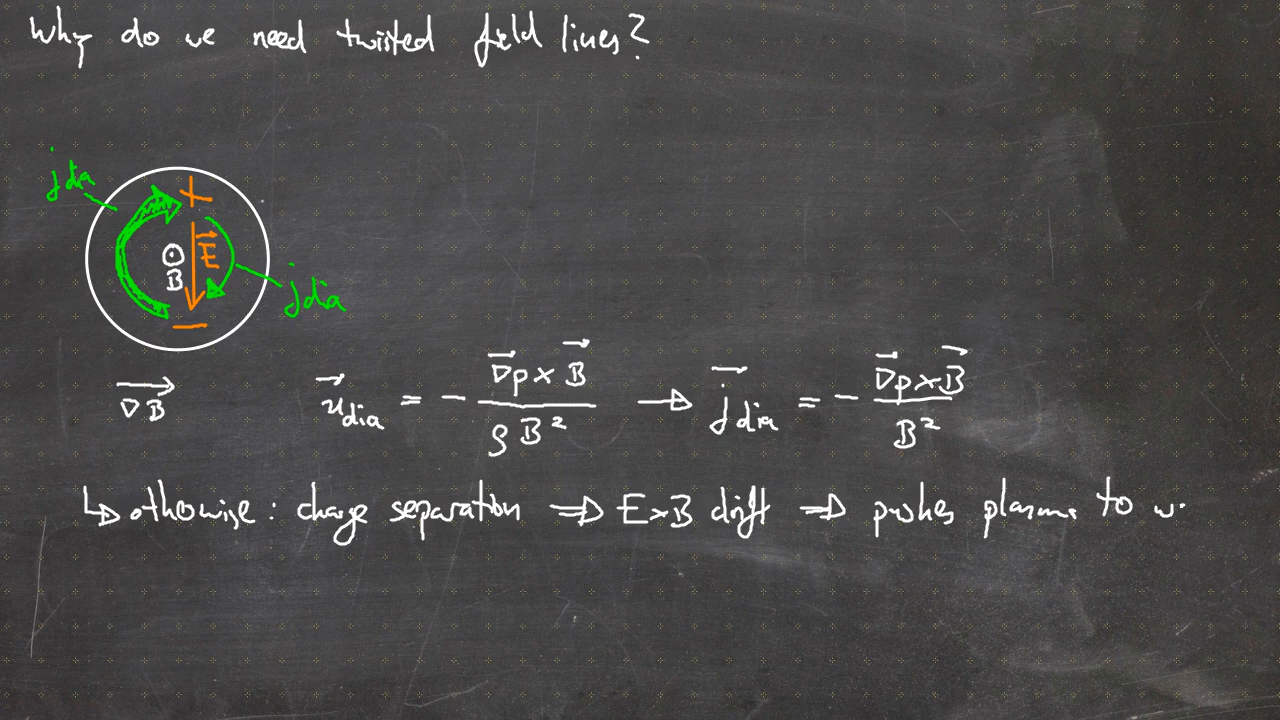 Why do we need twisted field lines?
jdia
+
E
B
jdia
−
∇B
u dia = - ∇p × B / ρB² → j dia = - ∇p × B / B²
↳ otherwise: charge separation ⇒ E×B drift ⇒ pushes plasma to w